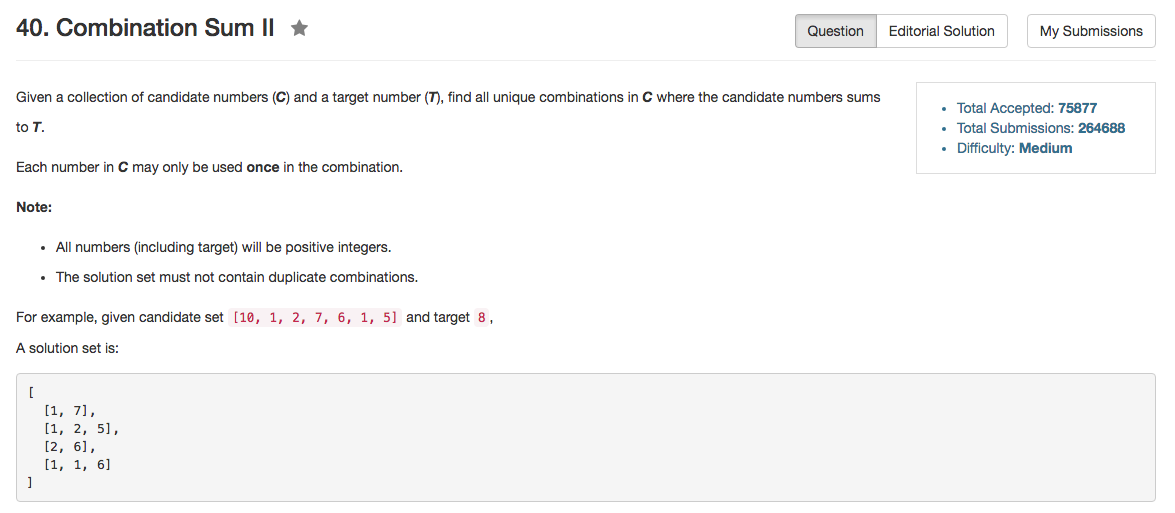 40. Combination Sum II
Question Editorial Solution My Submissions
Given a collection of candidate numbers (C) and a target number (T), find all unique combinations in C where the candidate numbers sums
to T.
Each number in C may only be used once in the combination.
Note:
• All numbers (including target) will be positive integers.
• The solution set must not contain duplicate combinations.
For example, given candidate set [10, 1, 2, 7, 6, 1, 5] and target 8 ,
A solution set is:
[
[1, 7],
[1, 2, 5],
[2, 6],
[1, 1, 6]
]
• Total Accepted: 75877
• Total Submissions: 264688
• Difficulty: Medium